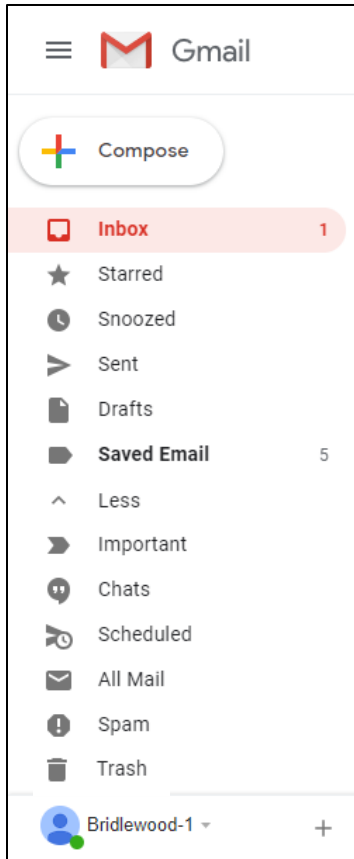 Gmail
Compose
Inbox 1
Starred
Snoozed
Sent
Drafts
Saved Email 5
Less
Important
Chats
Scheduled
All Mail
Spam
Trash
Bridlewood-1